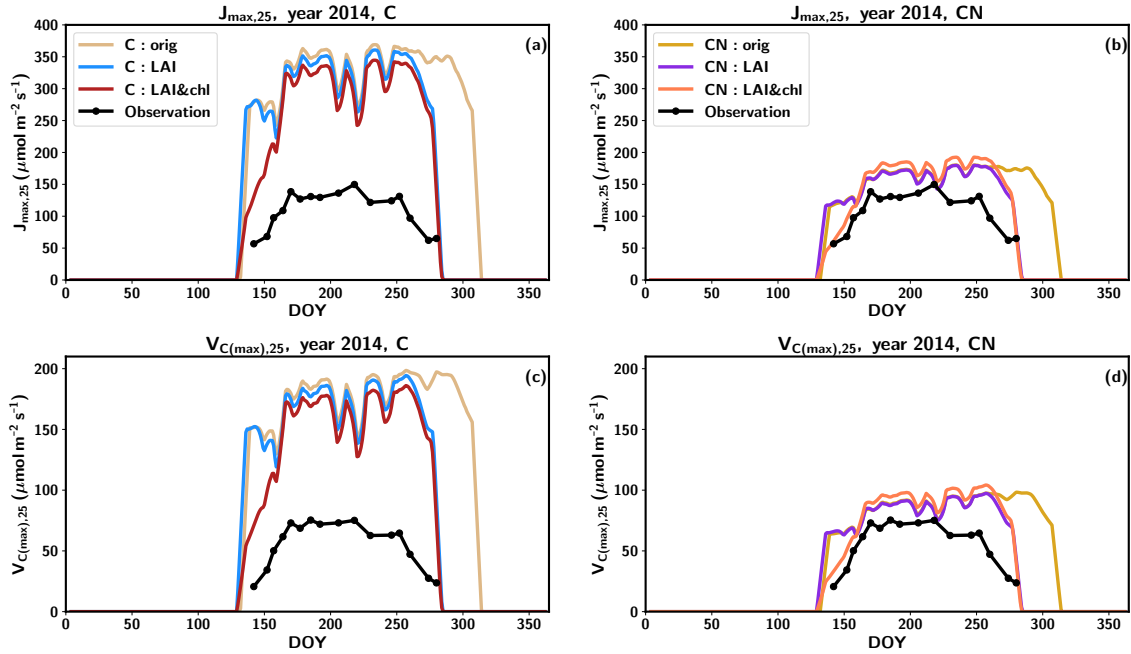 J_max,25, year 2014, C
400
350
300
250
200
150
100
50
0
J_max,25 (μmol m⁻² s⁻¹)
C : orig
C : LAI
C : LAI&chl
Observation
(a)
0 50 100 150 200 250 300 350
DOY
J_max,25, year 2014, CN
400
350
300
250
200
150
100
50
0
J_max,25 (μmol m⁻² s⁻¹)
CN : orig
CN : LAI
CN : LAI&chl
Observation
(b)
0 50 100 150 200 250 300 350
DOY
V_C(max),25, year 2014, C
200
150
100
50
0
V_C(max),25 (μmol m⁻² s⁻¹)
(c)
0 50 100 150 200 250 300 350
DOY
V_C(max),25, year 2014, CN
200
150
100
50
0
V_C(max),25 (μmol m⁻² s⁻¹)
(d)
0 50 100 150 200 250 300 350
DOY